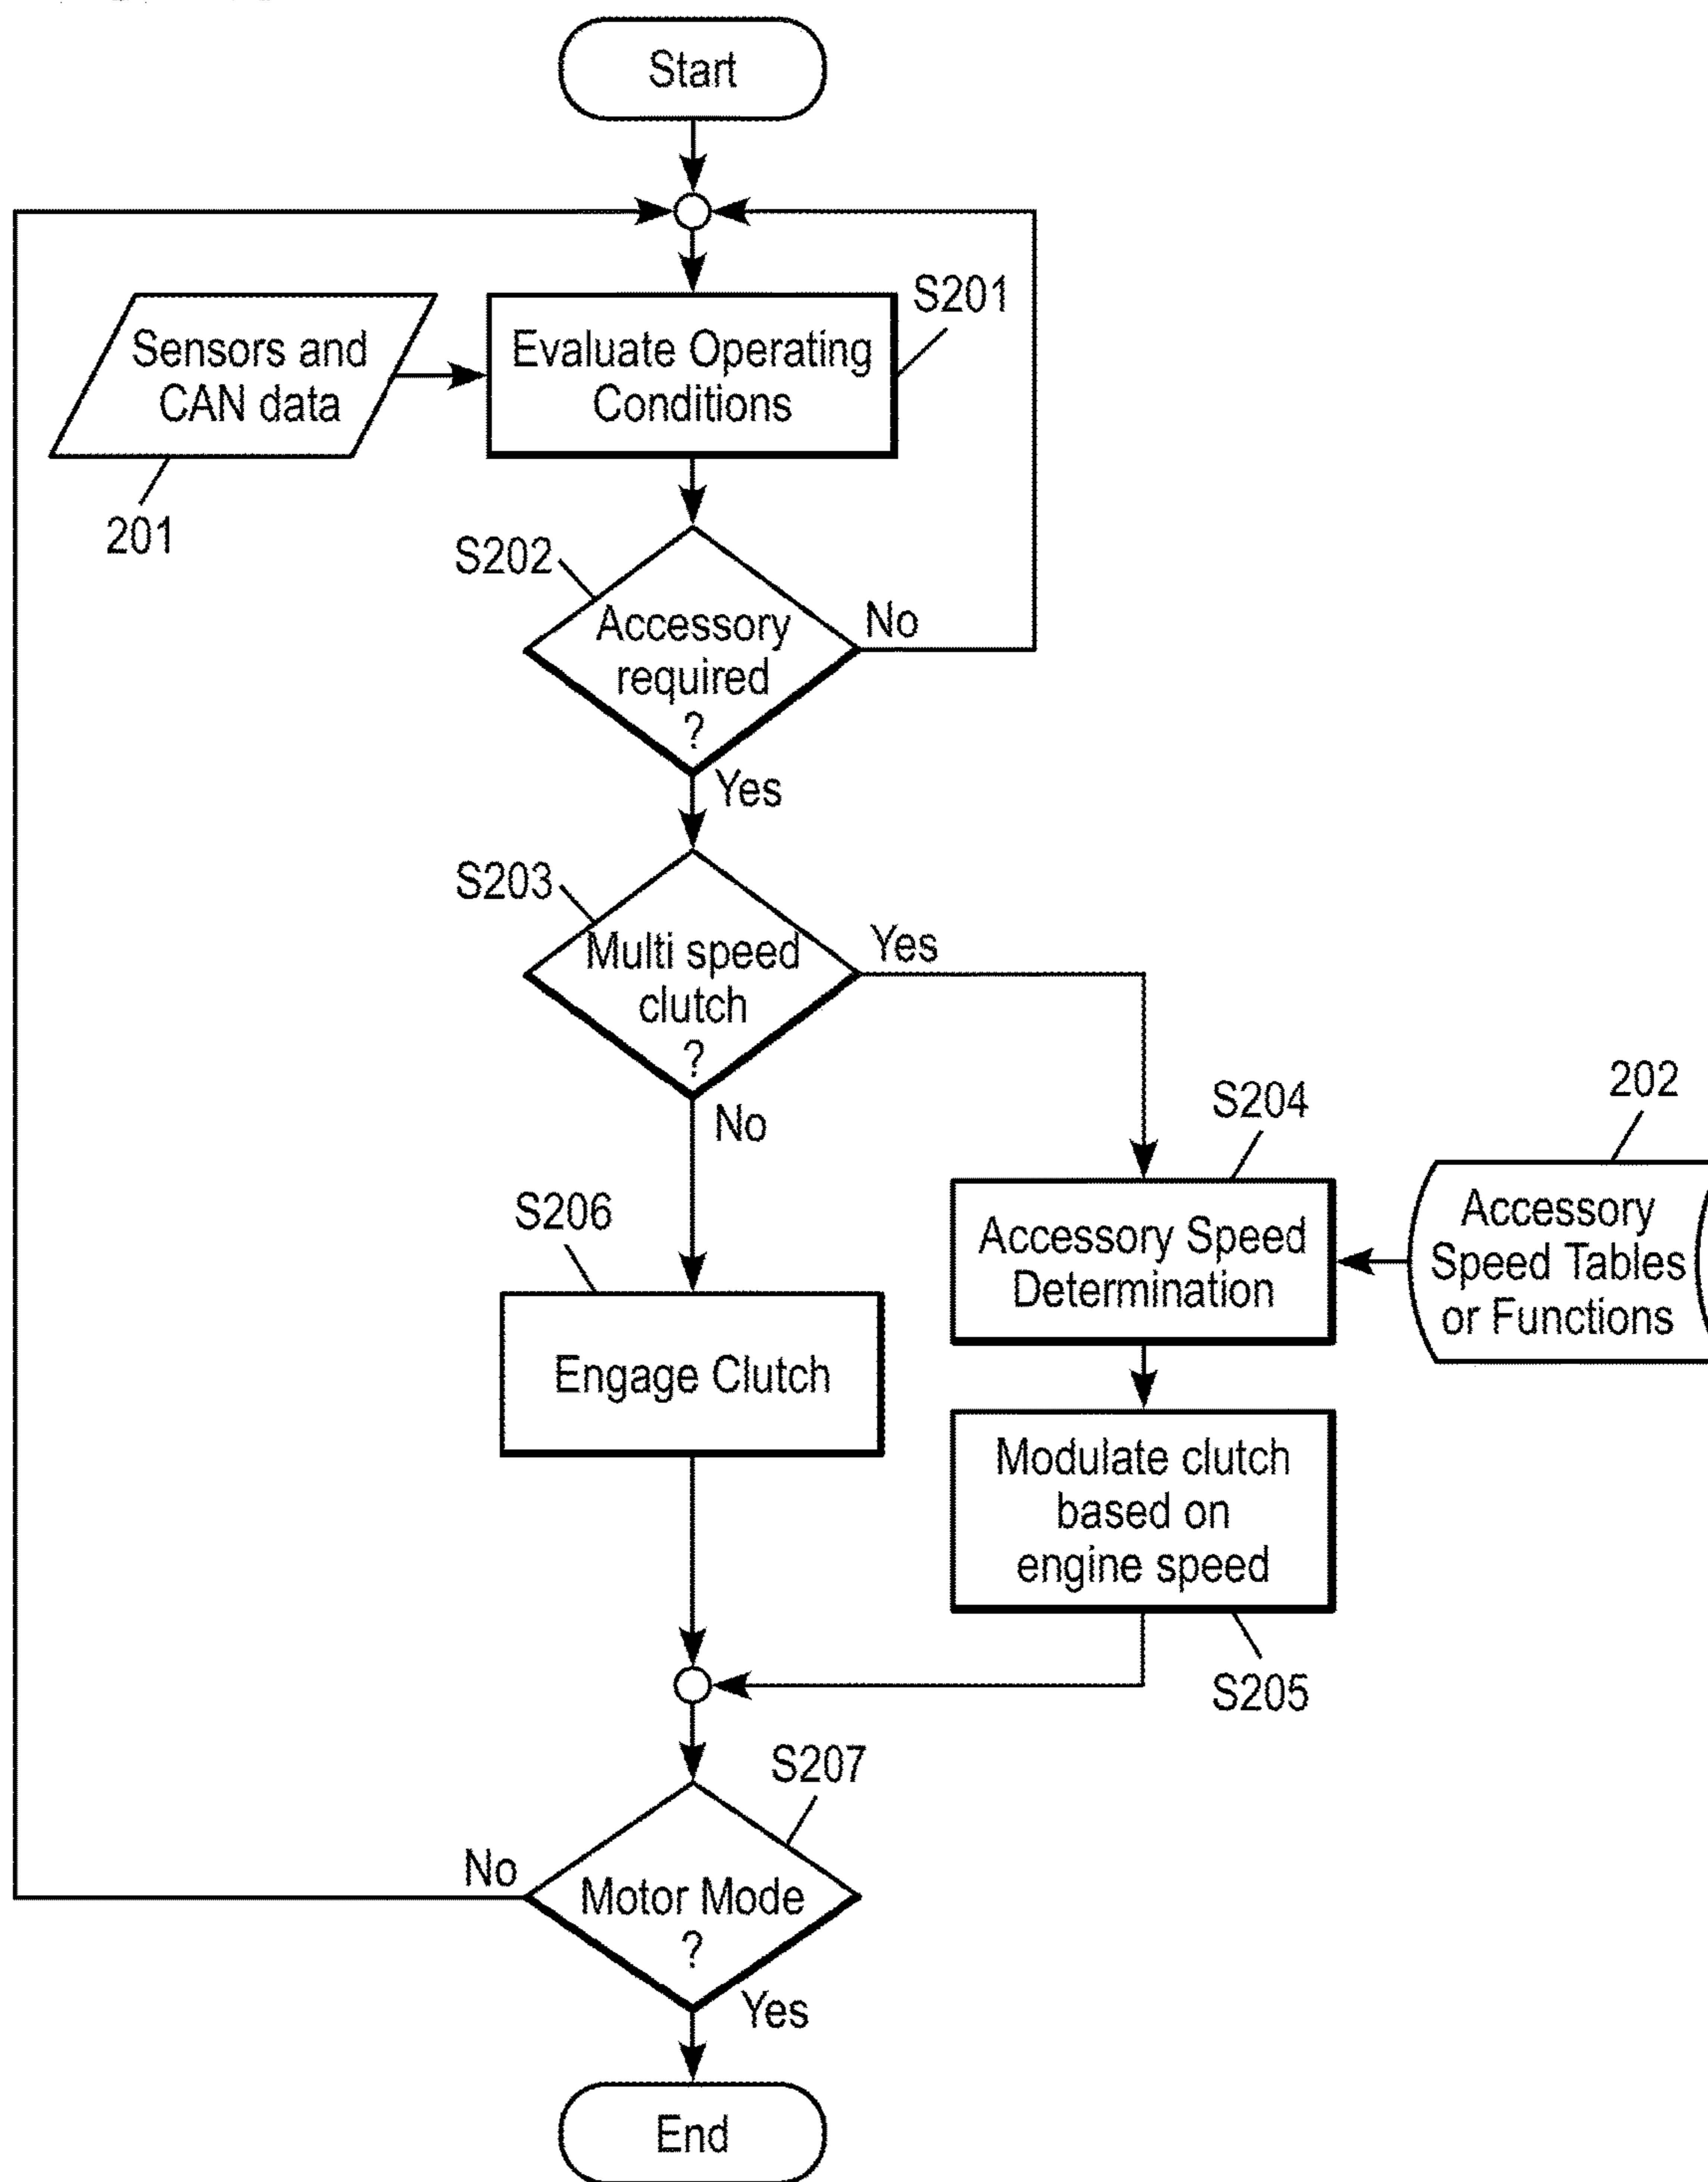 Start
S201
Sensors and
CAN data
Evaluate Operating
Conditions
201
S202
Accessory
required
?
No
Yes
S203
Multi speed
clutch
?
Yes
No
202
S204
Accessory
Speed Tables
or Functions
Accessory Speed
Determination
S206
Engage Clutch
Modulate clutch
based on
engine speed
S205
S207
No
Motor Mode
?
Yes
End